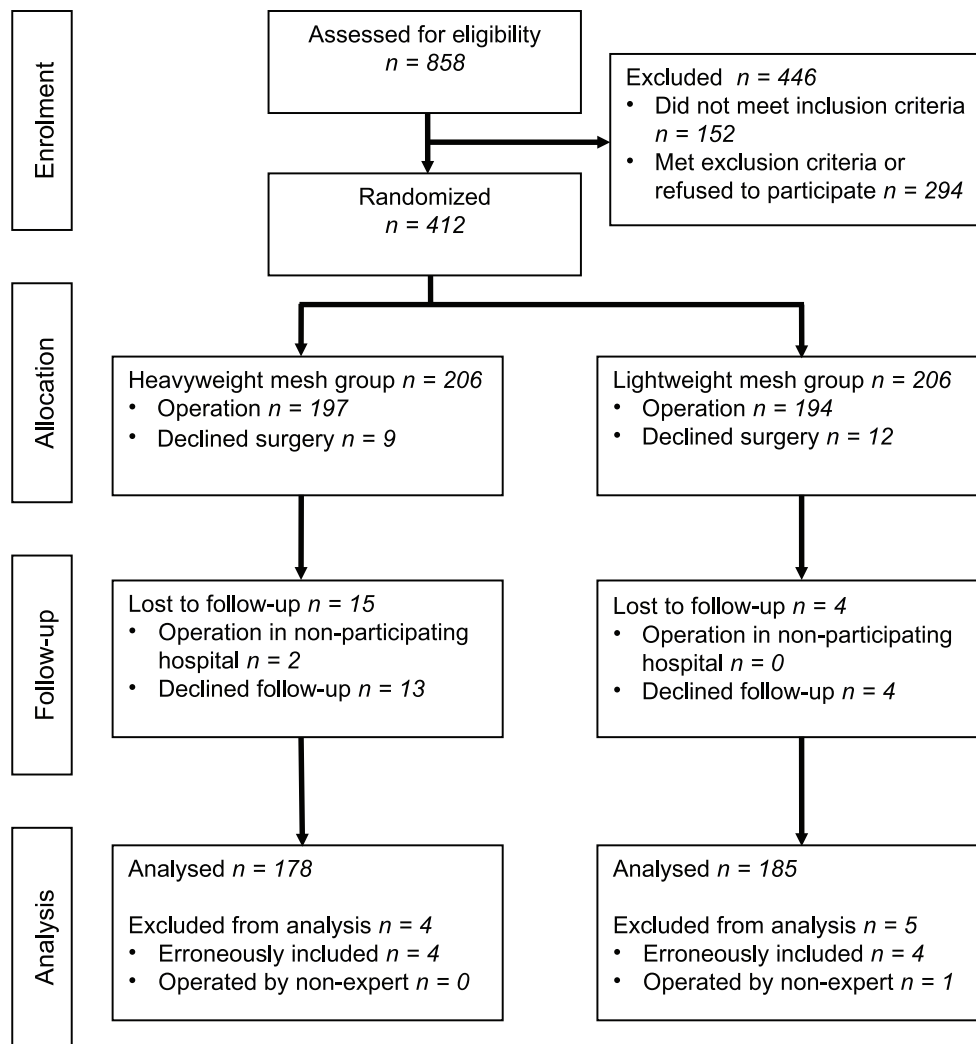 Enrolment
Assessed for eligibility
n = 858
Excluded n = 446
• Did not meet inclusion criteria
n = 152
• Met exclusion criteria or
refused to participate n = 294
Randomized
n = 412
Allocation
Heavyweight mesh group n = 206
• Operation n = 197
• Declined surgery n = 9
Lightweight mesh group n = 206
• Operation n = 194
• Declined surgery n = 12
Follow-up
Lost to follow-up n = 15
• Operation in non-participating
hospital n = 2
• Declined follow-up n = 13
Lost to follow-up n = 4
• Operation in non-participating
hospital n = 0
• Declined follow-up n = 4
Analysis
Analysed n = 178
Excluded from analysis n = 4
• Erroneously included n = 4
• Operated by non-expert n = 0
Analysed n = 185
Excluded from analysis n = 5
• Erroneously included n = 4
• Operated by non-expert n = 1